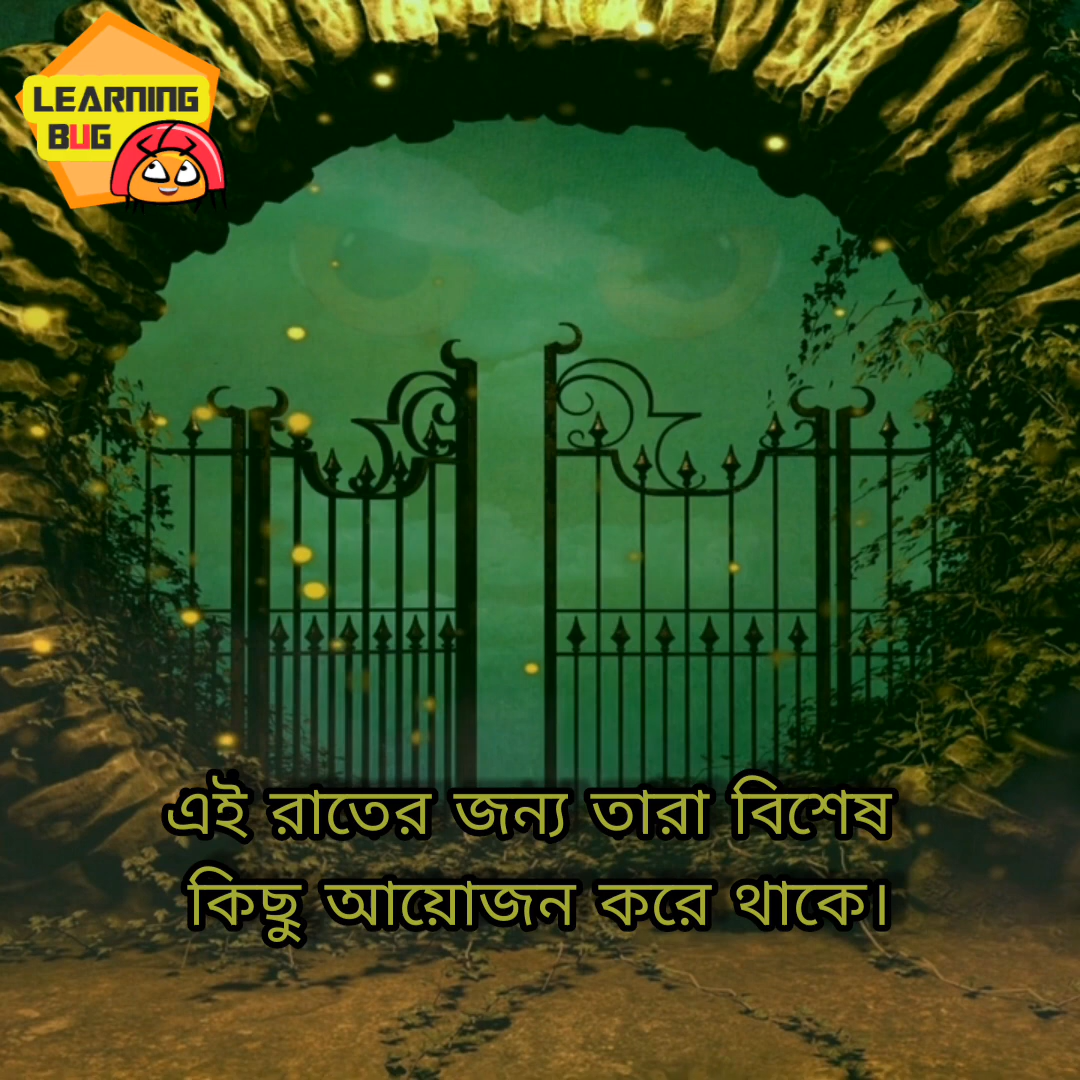 LEARNING
BUG
এই রাতের জন্য তারা বিশেষ
কিছু আয়োজন করে থাকে।